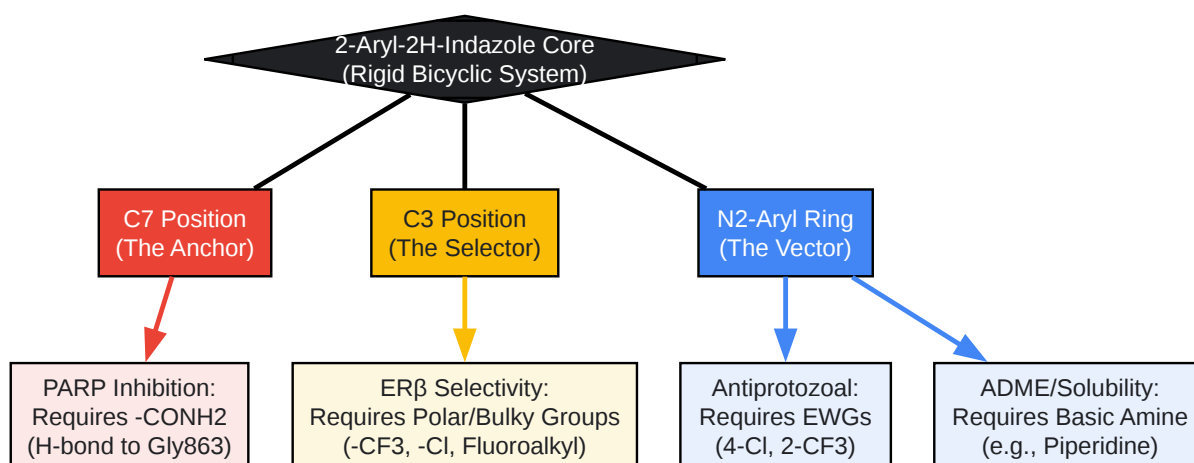 2-Aryl-2H-Indazole Core
(Rigid Bicyclic System)
C7 Position
(The Anchor)
C3 Position
(The Selector)
N2-Aryl Ring
(The Vector)
PARP Inhibition:
Requires -CONH2
(H-bond to Gly863)
ERβ Selectivity:
Requires Polar/Bulky Groups
(-CF3, -Cl, Fluoroalkyl)
Antiprotozoal:
Requires EWGs
(4-Cl, 2-CF3)
ADME/Solubility:
Requires Basic Amine
(e.g., Piperidine)